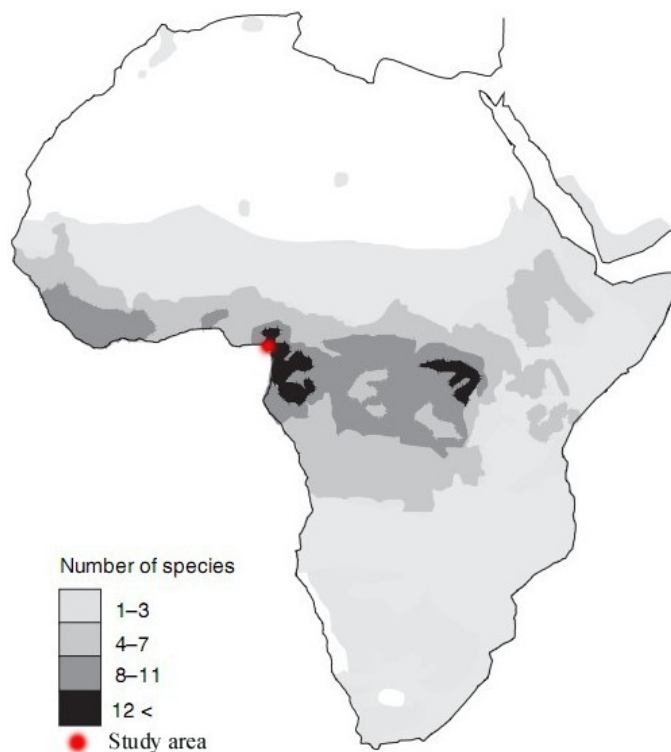 Number of species
1–3
4–7
8–11
12 <
Study area